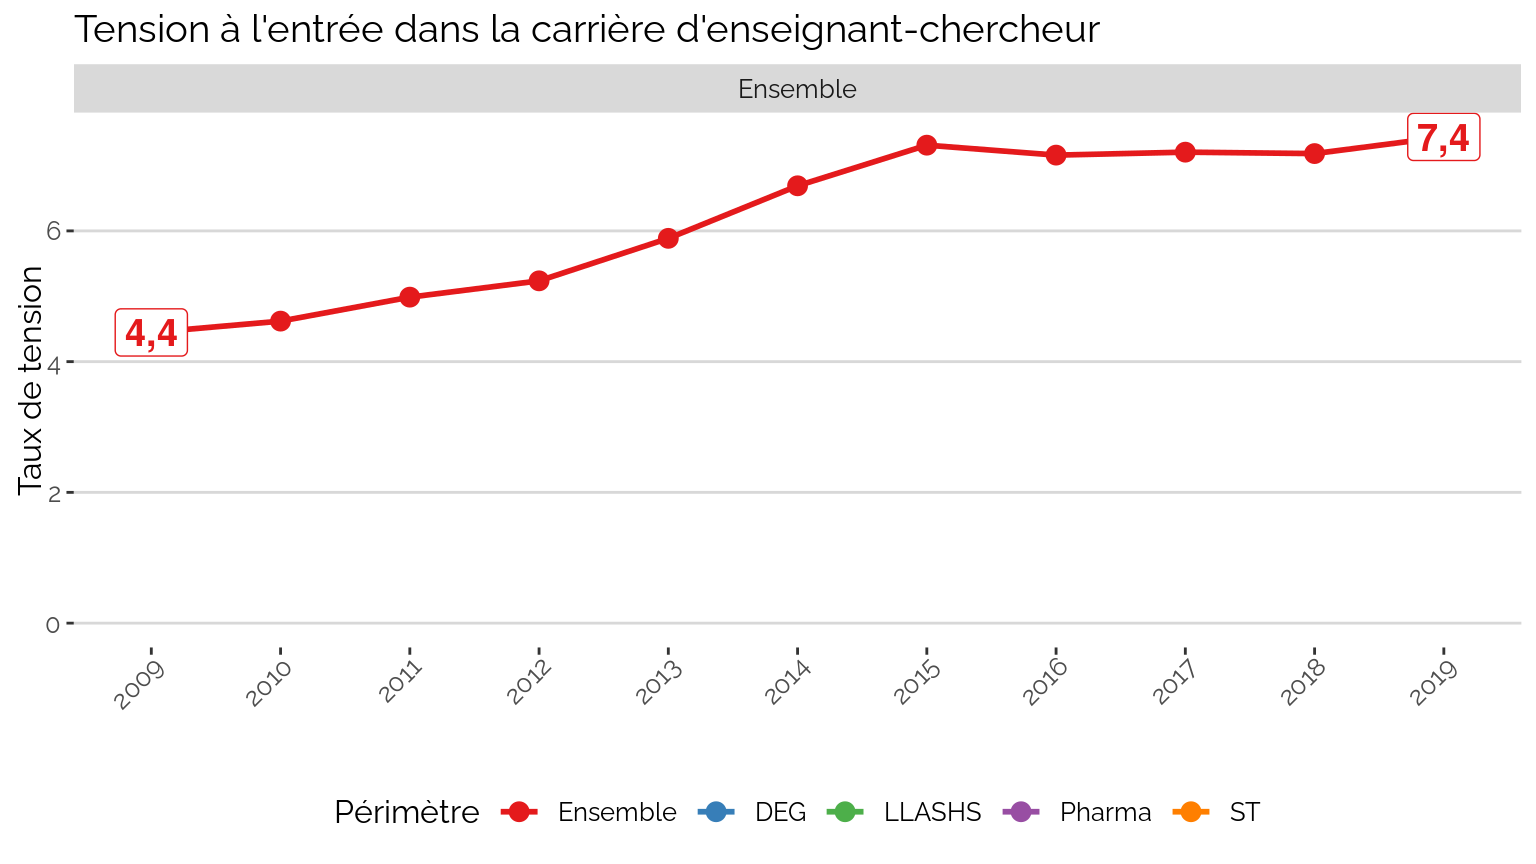 Tension à l'entrée dans la carrière d'enseignant-chercheur
Ensemble
7,4
6
4,4
4
2
0
Taux de tension
2009 2010 2011 2012 2013 2014 2015 2016 2017 2018 2019
Périmètre Ensemble DEG LLASHS Pharma ST